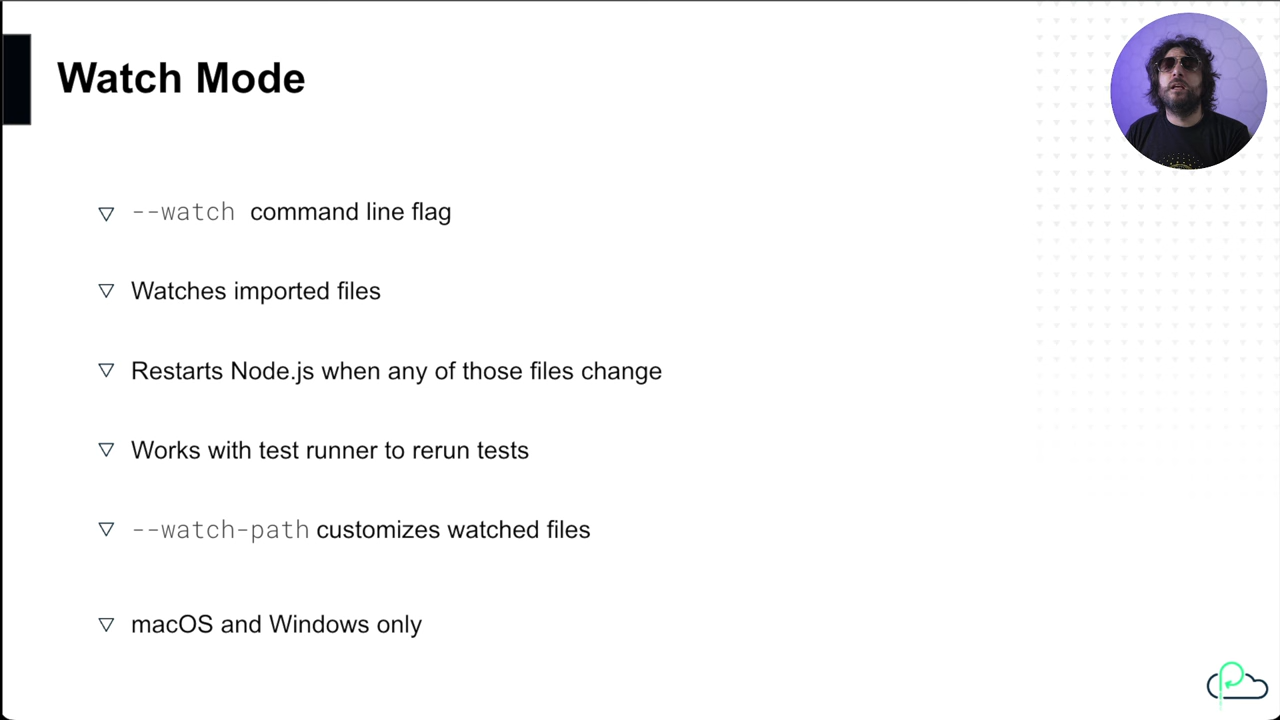 Watch Mode
--watch command line flag
Watches imported files
Restarts Node.js when any of those files change
Works with test runner to rerun tests
--watch-path customizes watched files
macOS and Windows only